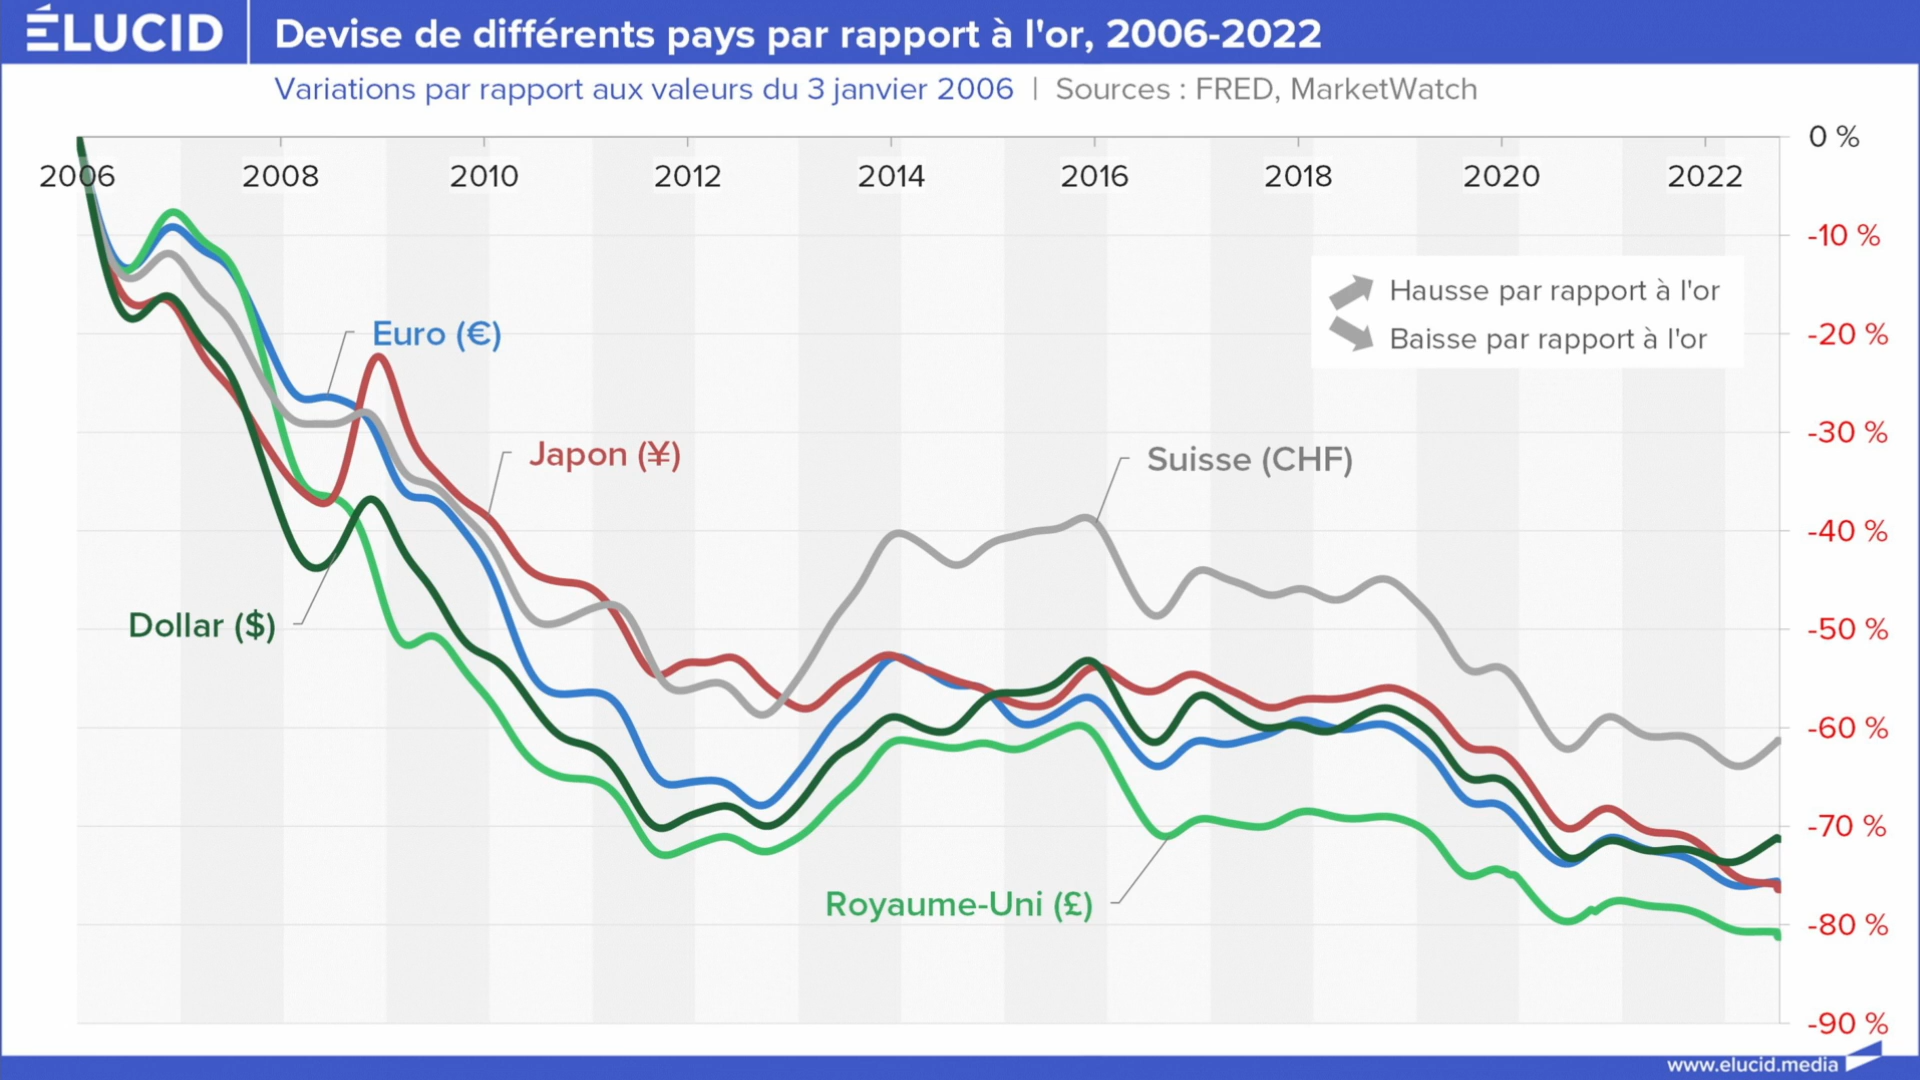 ÉLUCID
Devise de différents pays par rapport à l'or, 2006-2022
Variations par rapport aux valeurs du 3 janvier 2006 | Sources : FRED, MarketWatch
0 %
2006 2008 2010 2012 2014 2016 2018 2020 2022
-10 %
Hausse par rapport à l'or
Baisse par rapport à l'or
-20 %
Euro (€)
-30 %
Japon (¥)
Suisse (CHF)
-40 %
Dollar ($)
-50 %
-60 %
-70 %
Royaume-Uni (£)
-80 %
-90 %
www.elucid.media